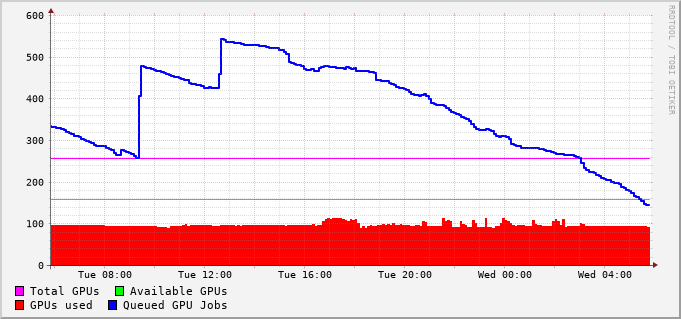 RRDTOOL / TOBI OETIKER
600
500
400
300
200
100
0
Tue 08:00 Tue 12:00 Tue 16:00 Tue 20:00 Wed 00:00 Wed 04:00
Total GPUs Available GPUs
GPUs used Queued GPU Jobs